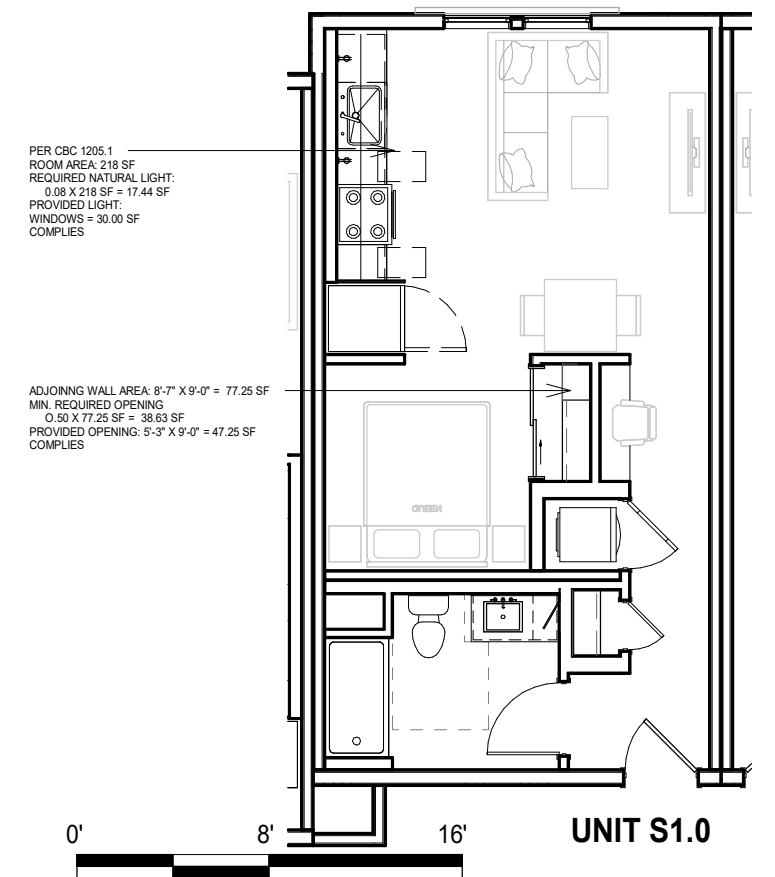 PER CBC 1205.1
ROOM AREA: 218 SF
REQUIRED NATURAL LIGHT:
0.08 X 218 SF = 17.44 SF
PROVIDED LIGHT:
WINDOWS = 30.00 SF
COMPLIES
ADJOINNG WALL AREA: 8'-7" X 9'-0" = 77.25 SF
MIN. REQUIRED OPENING
O.50 X 77.25 SF = 38.63 SF
PROVIDED OPENING: 5'-3" X 9'-0" = 47.25 SF
COMPLIES
QUEEN
0' 8' 16'
UNIT S1.0